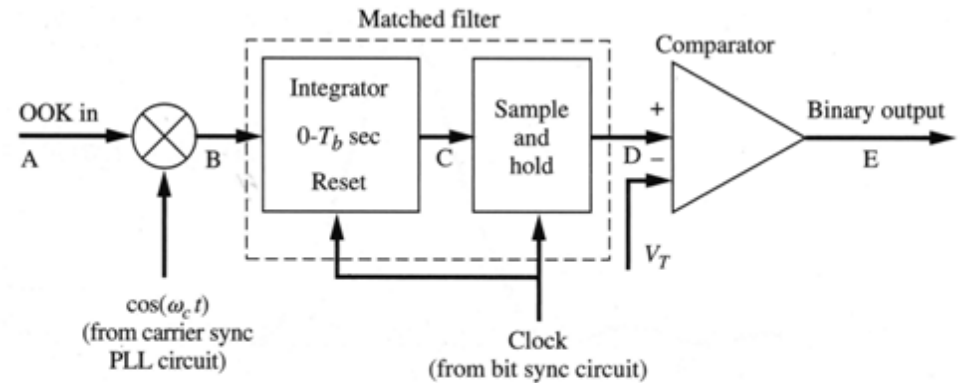 Matched filter
Comparator
OOK in
A
B
Integrator
0-T_b sec
Reset
C
Sample
and
hold
D
+
−
V_T
Binary output
E
cos(ω_c t)
(from carrier sync
PLL circuit)
Clock
(from bit sync circuit)